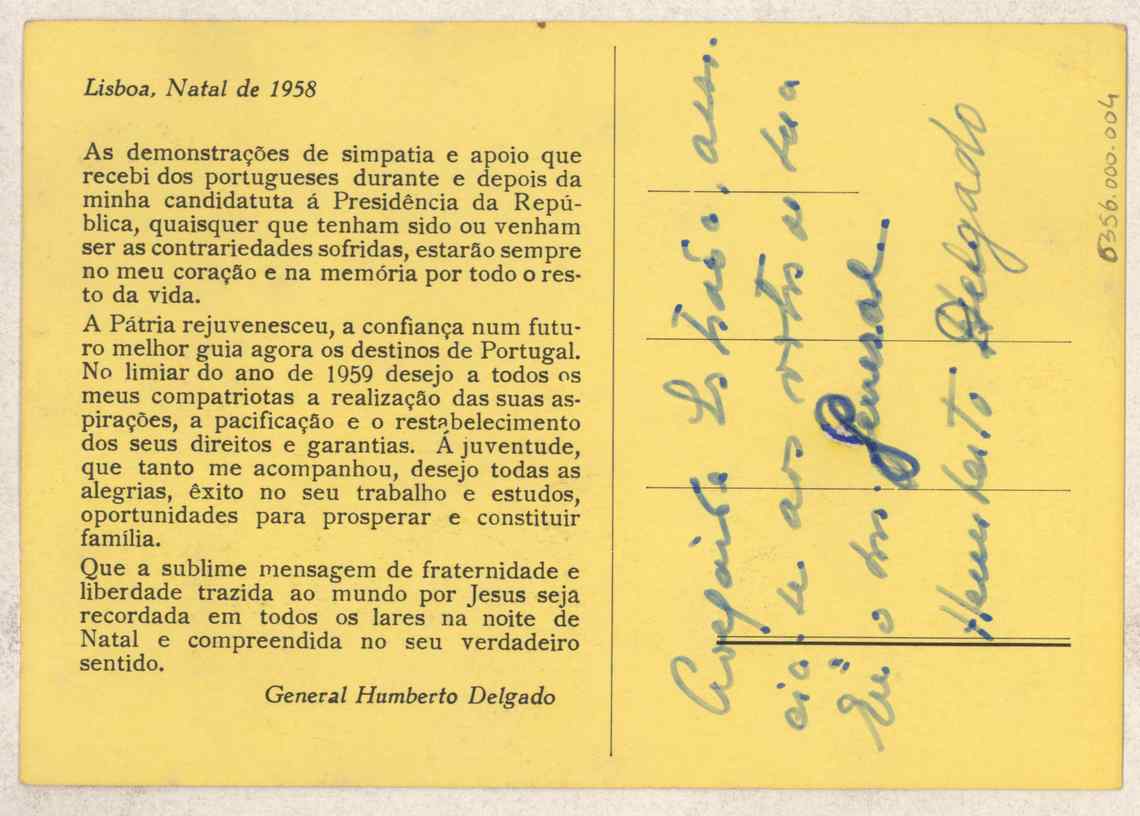 Lisboa, Natal de 1958
As demonstrações de simpatia e apoio que
recebi dos portugueses durante e depois da
minha candidatuta á Presidência da Repú-
blica, quaisquer que tenham sido ou venham
ser as contrariedades sofridas, estarão sempre
no meu coração e na memória por todo o res-
to da vida.
A Pátria rejuvenesceu, a confiança num futu-
ro melhor guia agora os destinos de Portugal.
No limiar do ano de 1959 desejo a todos os
meus compatriotas a realização das suas as-
pirações, a pacificação e o restabelecimento
dos seus direitos e garantias. Á juventude,
que tanto me acompanhou, desejo todas as
alegrias, êxito no seu trabalho e estudos,
oportunidades para prosperar e constituir
família.
Que a sublime mensagem de fraternidade e
liberdade trazida ao mundo por Jesus seja
recordada em todos os lares na noite de
Natal e compreendida no seu verdadeiro
sentido.
General Humberto Delgado
aos votos
o General
Humberto Delgado